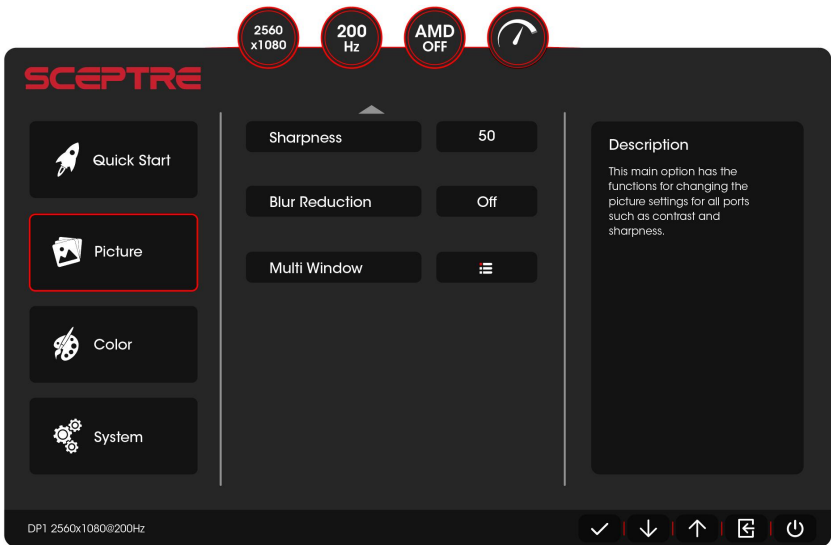 2560
x1080
200
Hz
AMD
OFF
SCEPTRE
Quick Start
Picture
Color
System
Sharpness 50
Blur Reduction Off
Multi Window
Description
This main option has the
functions for changing the
picture settings for all ports
such as contrast and
sharpness.
DP1 2560x1080@200Hz